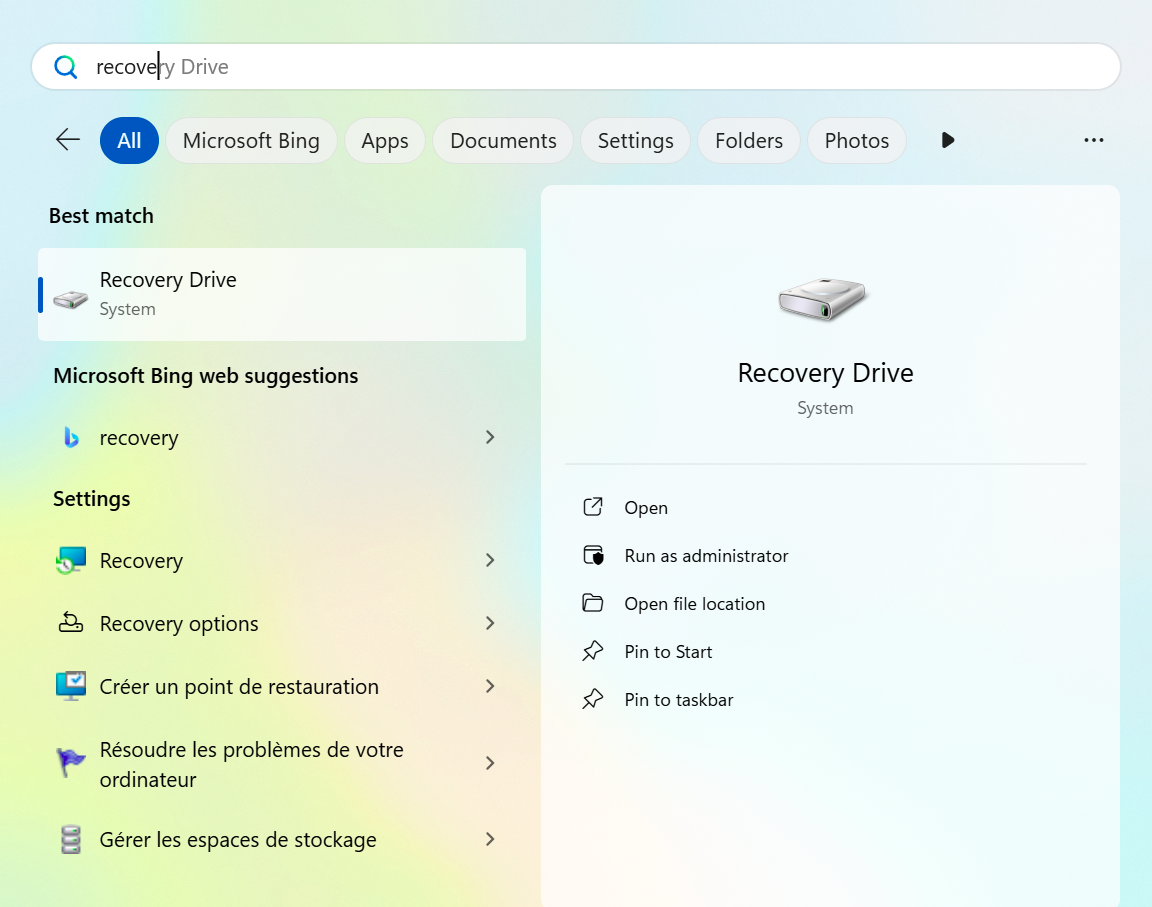 recovery Drive
All
Microsoft Bing
Apps
Documents
Settings
Folders
Photos
Best match
Recovery Drive
System
Microsoft Bing web suggestions
recovery
Settings
Recovery
Recovery options
Créer un point de restauration
Résoudre les problèmes de votre
ordinateur
Gérer les espaces de stockage
Recovery Drive
System
Open
Run as administrator
Open file location
Pin to Start
Pin to taskbar